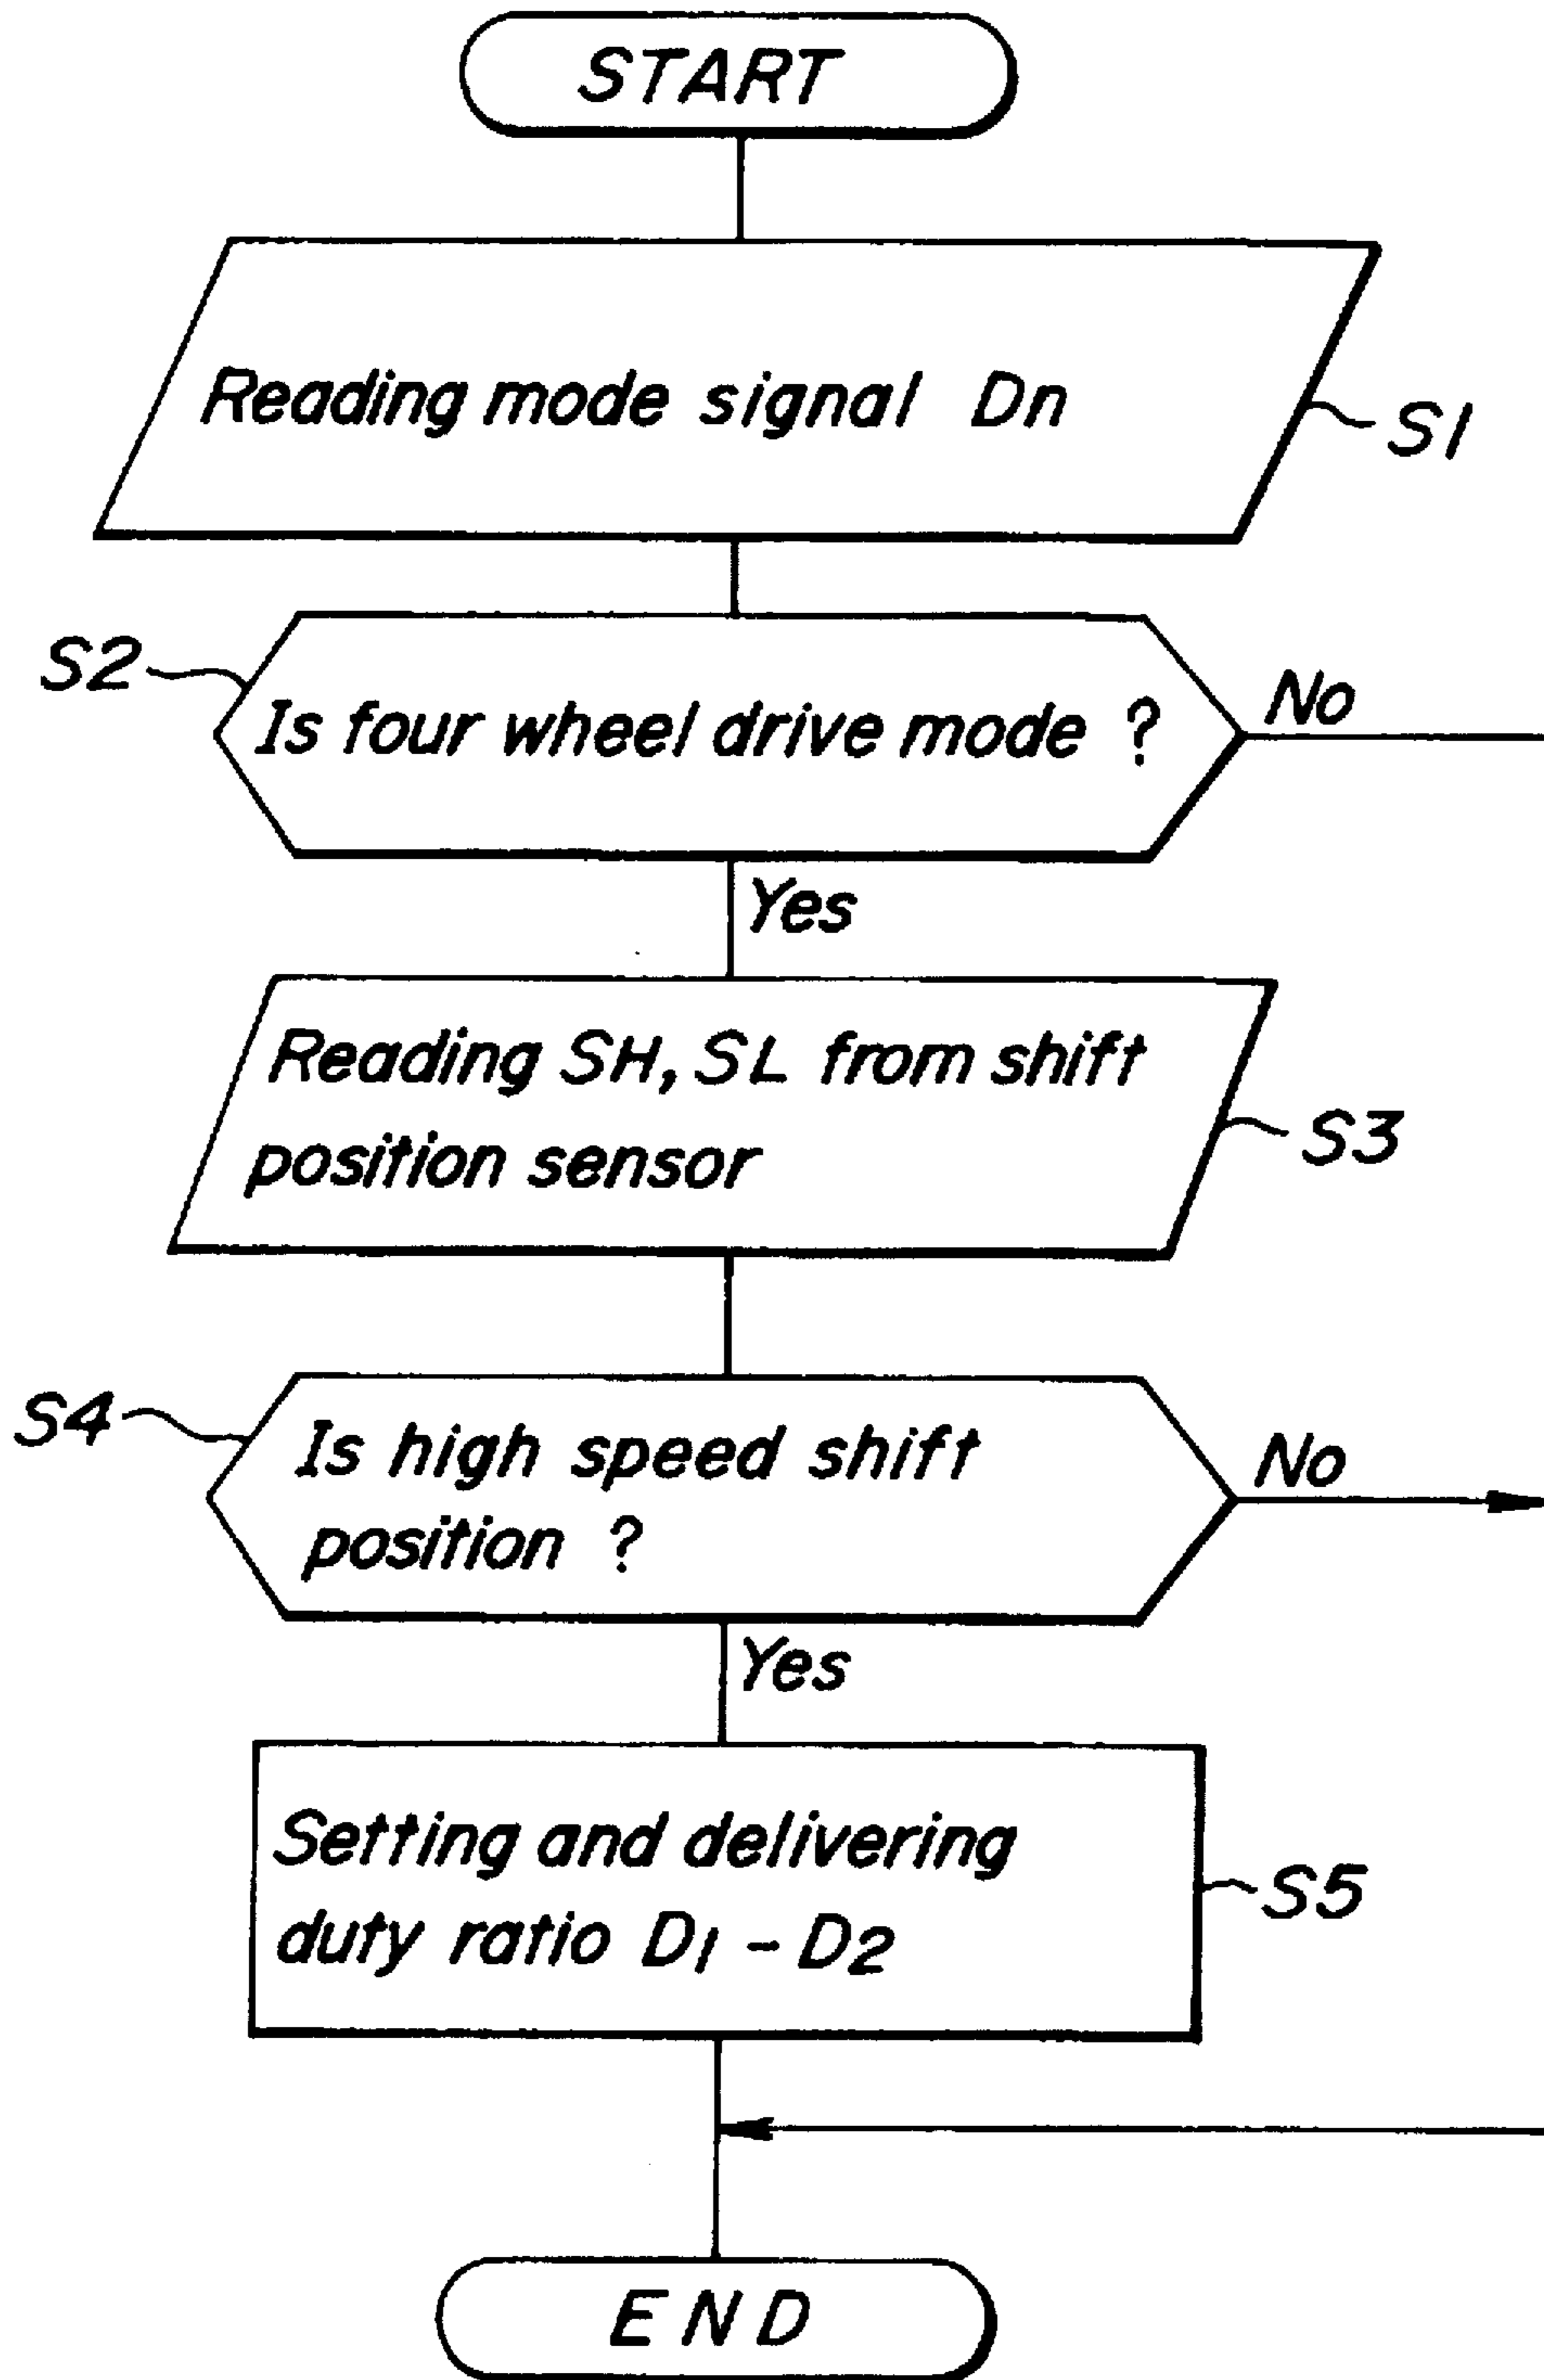 START
Reading mode signal Dn
S1
S2
Is four wheel drive mode ?
No
Yes
Reading SH, SL from shift
position sensor
S3
S4
Is high speed shift
position ?
No
Yes
Setting and delivering
duty ratio D1 - D2
S5
END